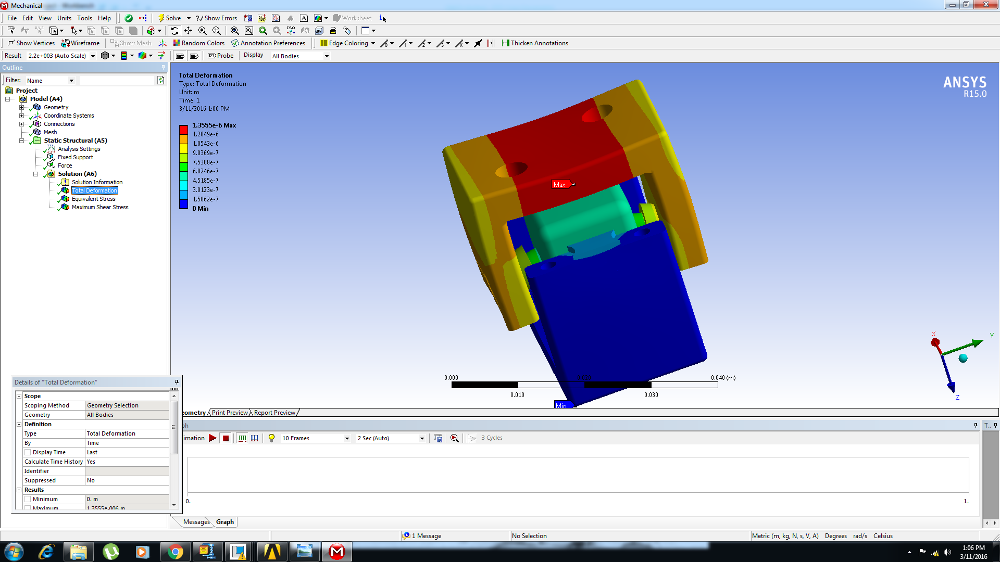 Mechanical
File Edit View Units Tools Help Solve ?/ Show Errors Worksheet
Show Vertices Wireframe Show Mesh Random Colors Annotation Preferences Edge Coloring Thicken Annotations
Result 2.2e+003 (Auto Scale) MAX MIN Probe Display All Bodies
Outline
Filter: Name
Project
Model (A4)
Geometry
Coordinate Systems
Connections
Mesh
Static Structural (A5)
Analysis Settings
Fixed Support
Force
Solution (A6)
Solution Information
Total Deformation
Equivalent Stress
Maximum Shear Stress
Total Deformation
Type: Total Deformation
Unit: m
Time: 1
3/11/2016 1:06 PM
1.3555e-6 Max
1.2049e-6
1.0543e-6
9.0369e-7
7.5308e-7
6.0246e-7
4.5185e-7
3.0123e-7
1.5062e-7
0 Min
ANSYS
R15.0
Max
Min
X
Y
Z
0.000 0.020 0.040 (m)
0.010 0.030
Details of "Total Deformation"
Scope
Scoping Method Geometry Selection
Geometry All Bodies
Definition
Type Total Deformation
By Time
Display Time Last
Calculate Time History Yes
Identifier
Suppressed No
Results
Minimum 0. m
Maximum 1.3555e-006 m
eometry Print Preview Report Preview
ph
T..
imation 10 Frames 2 Sec (Auto) 3 Cycles
0. 1.
Messages Graph
1 Message No Selection Metric (m, kg, N, s, V, A) Degrees rad/s Celsius
1:06 PM
3/11/2016